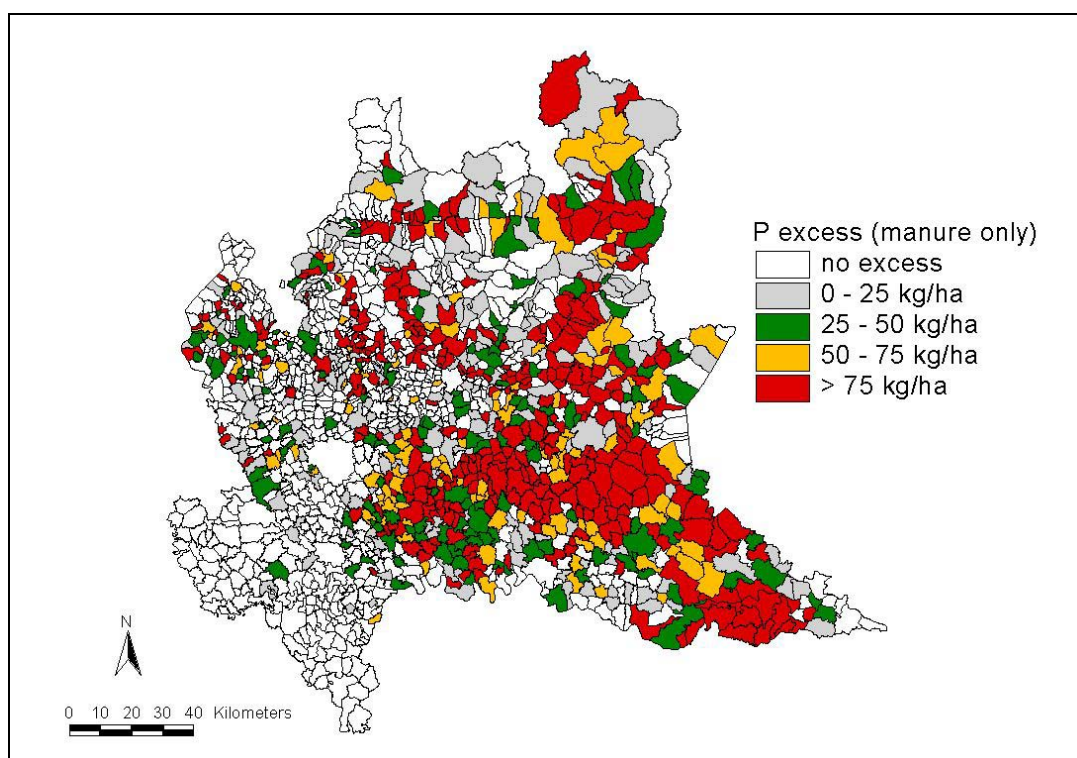 P excess (manure only)
no excess
0 - 25 kg/ha
25 - 50 kg/ha
50 - 75 kg/ha
> 75 kg/ha
N
0 10 20 30 40 Kilometers